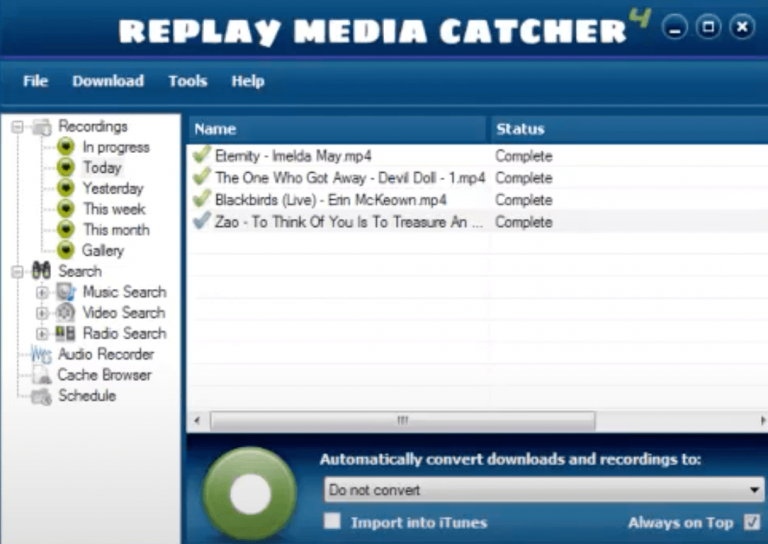 REPLAY MEDIA CATCHER 4
File Download Tools Help
Recordings
In progress
Today
Yesterday
This week
This month
Gallery
Search
Music Search
Video Search
Radio Search
Audio Recorder
Cache Browser
Schedule
Name Status
Eternity - Imelda May.mp4 Complete
The One Who Got Away - Devil Doll - 1.mp4 Complete
Blackbirds (Live) - Erin McKeown.mp4 Complete
Zao - To Think Of You Is To Treasure An ... Complete
Automatically convert downloads and recordings to:
Do not convert
Import into iTunes Always on Top